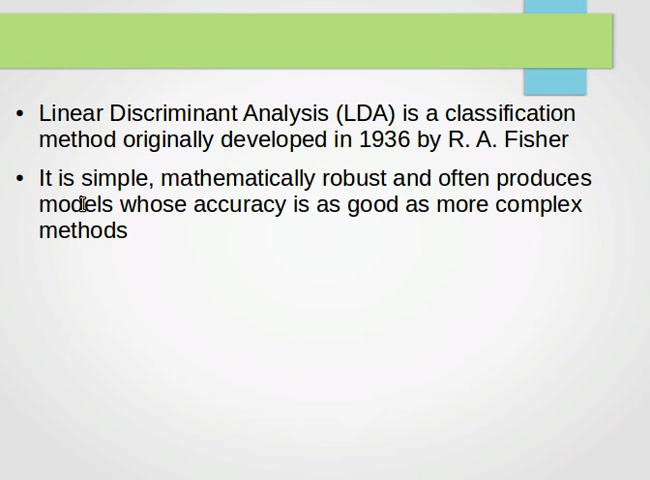 • Linear Discriminant Analysis (LDA) is a classification
method originally developed in 1936 by R. A. Fisher
• It is simple, mathematically robust and often produces
models whose accuracy is as good as more complex
methods